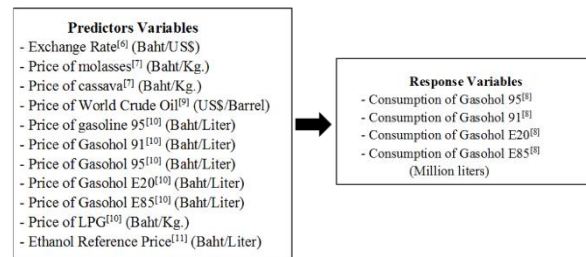 Predictors Variables
- Exchange Rate[6] (Baht/US$)
- Price of molasses[7] (Baht/Kg.)
- Price of cassava[7] (Baht/Kg.)
- Price of World Crude Oil[9] (US$/Barrel)
- Price of gasoline 95[10] (Baht/Liter)
- Price of Gasohol 91[10] (Baht/Liter)
- Price of Gasohol 95[10] (Baht/Liter)
- Price of Gasohol E20[10] (Baht/Liter)
- Price of Gasohol E85[10] (Baht/Liter)
- Price of LPG[10] (Baht/Kg.)
- Ethanol Reference Price[11] (Baht/Liter)
Response Variables
- Consumption of Gasohol 95[8]
- Consumption of Gasohol 91[8]
- Consumption of Gasohol E20[8]
- Consumption of Gasohol E85[8]
(Million liters)